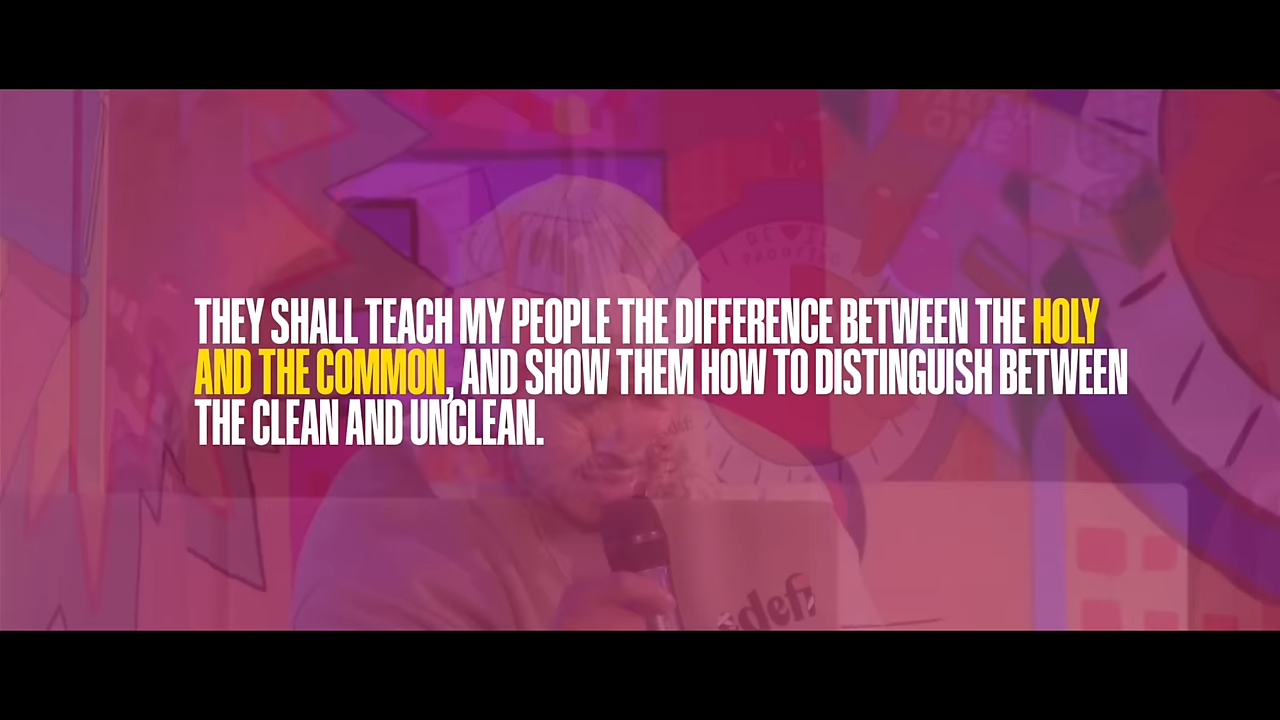 THEY SHALL TEACH MY PEOPLE THE DIFFERENCE BETWEEN THE HOLY
AND THE COMMON, AND SHOW THEM HOW TO DISTINGUISH BETWEEN
THE CLEAN AND UNCLEAN.